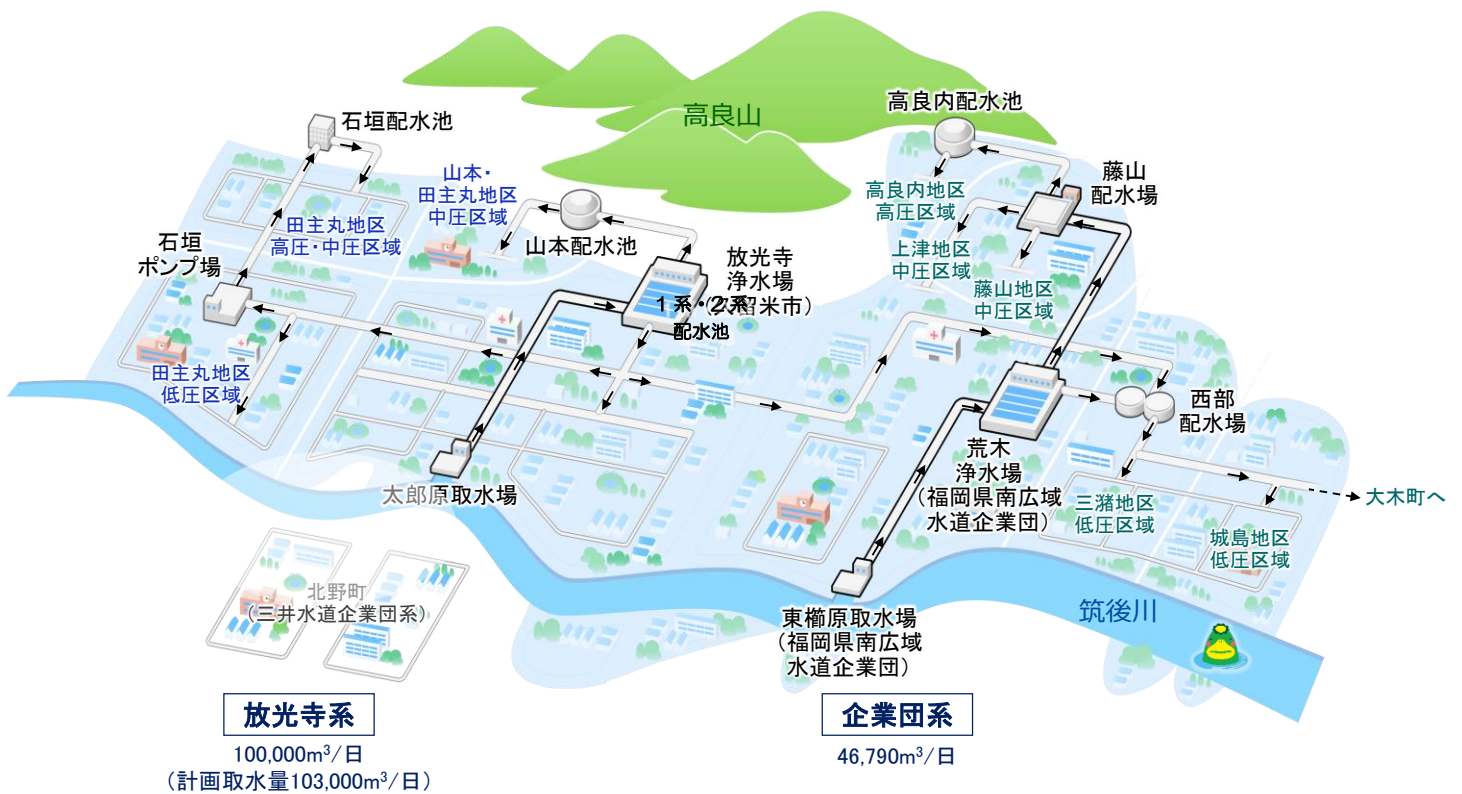 高良山
石垣配水池
高良内配水池
山本・
田主丸地区
中圧区域
藤山
配水場
高良内地区
高圧区域
田主丸地区
高圧・中圧区域
石垣
ポンプ場
山本配水池
放光寺
浄水場
(久留米市)
1系・2系
配水池
上津地区
中圧区域
藤山地区
中圧区域
田主丸地区
低圧区域
西部
配水場
太郎原取水場
荒木
浄水場
(福岡県南広域
水道企業団)
三潴地区
低圧区域
大木町へ
城島地区
低圧区域
北野町
(三井水道企業団系)
東櫛原取水場
(福岡県南広域
水道企業団)
筑後川
放光寺系
100,000m³/日
(計画取水量103,000m³/日)
企業団系
46,790m³/日